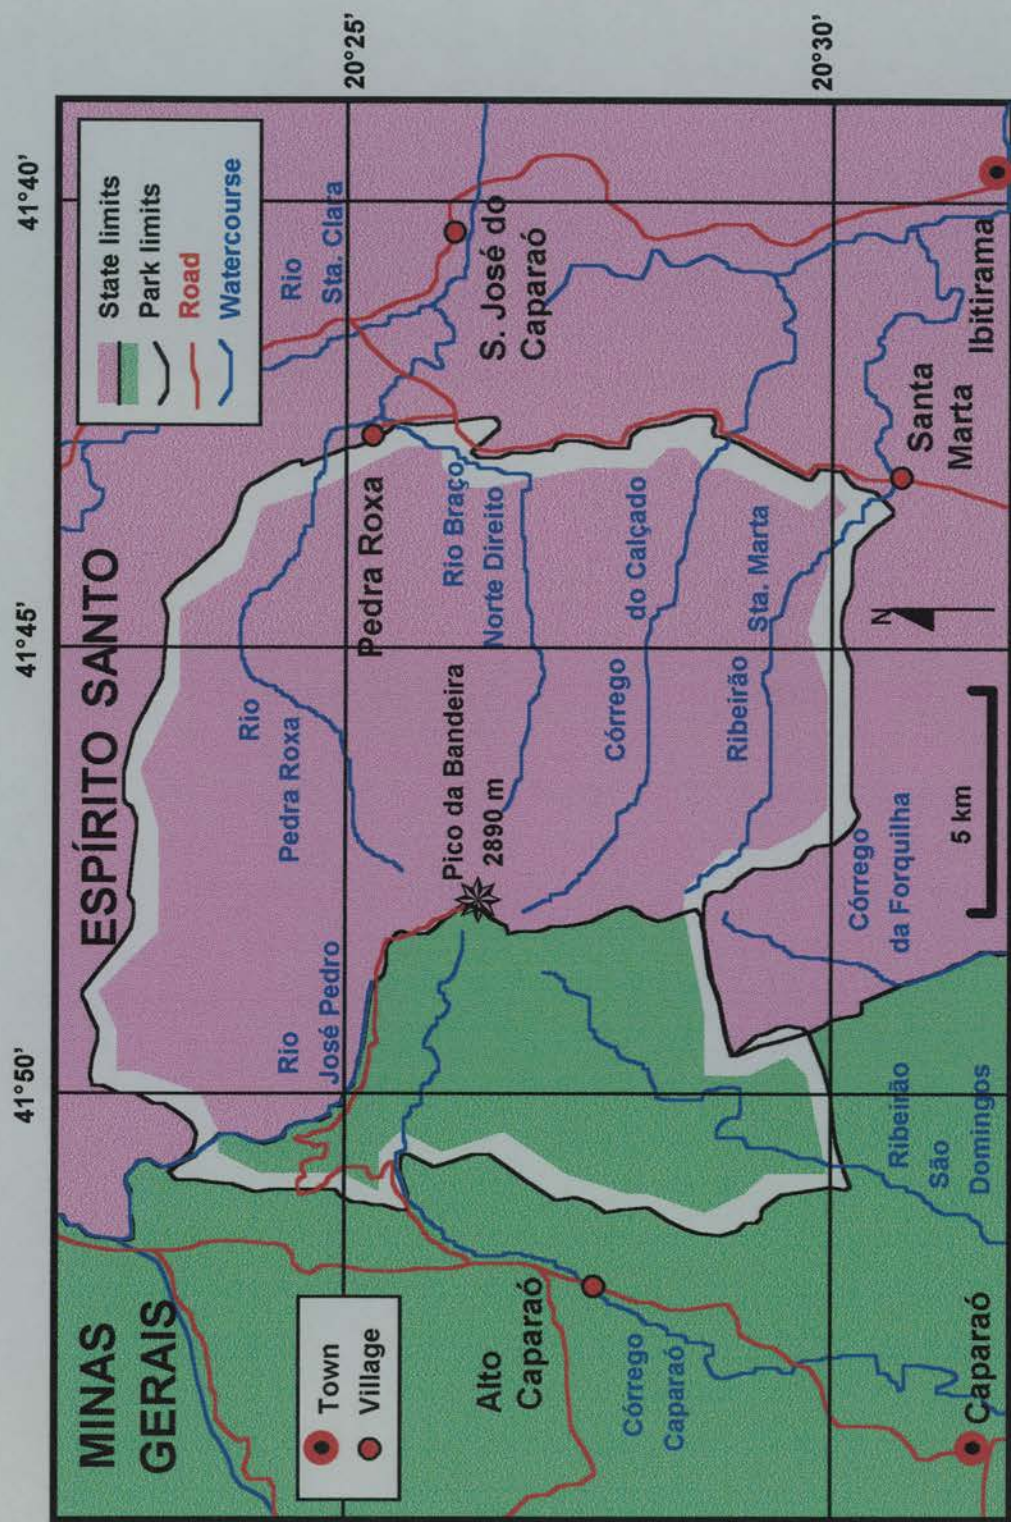 41°50'
41°45'
41°40'
20°25'
20°30'
MINAS
GERAIS
ESPÍRITO SANTO
State limits
Park limits
Road
Watercourse
Town
Village
Rio
José Pedro
Rio
Pedra Roxa
Rio
Sta. Clara
Pedra Roxa
S. José do
Caparaó
Pico da Bandeira
2890 m
Rio Braço
Norte Direito
Alto
Caparaó
Córrego
Caparaó
Córrego
do Calçado
Ribeirão
Sta. Marta
Santa
Marta
Córrego
da Forquilha
Ribeirão
São
Domingos
Caparaó
5 km
N
Ibitirama